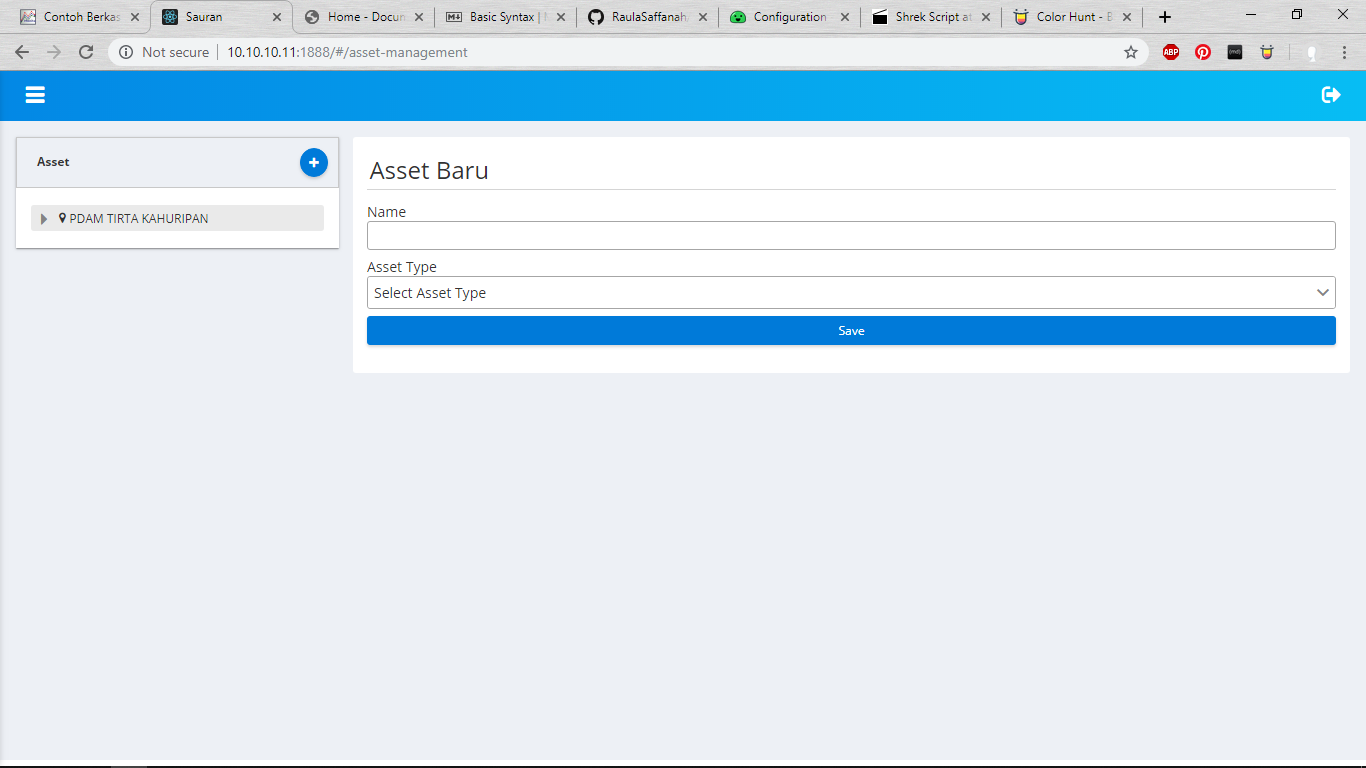 Contoh Berkas
Sauran
Home - Docum
Basic Syntax |
RaulaSaffanah
Configuration
Shrek Script at
Color Hunt - B
Not secure
10.10.10.11:1888/#/asset-management
ABP
Asset
PDAM TIRTA KAHURIPAN
Asset Baru
Name
Asset Type
Select Asset Type
Save